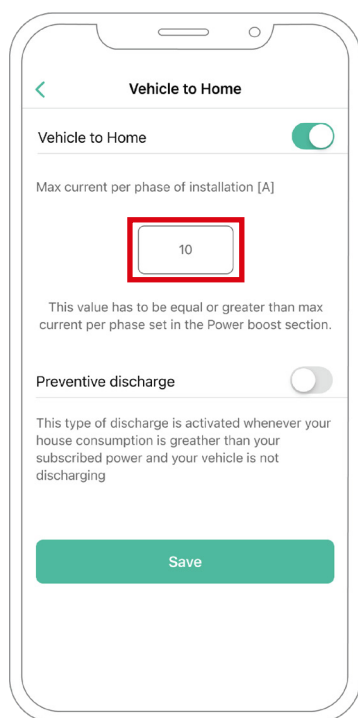 Vehicle to Home
Vehicle to Home
Max current per phase of installation [A]
10
This value has to be equal or greater than max
current per phase set in the Power boost section.
Preventive discharge
This type of discharge is activated whenever your
house consumption is greather than your
subscribed power and your vehicle is not
discharging
Save